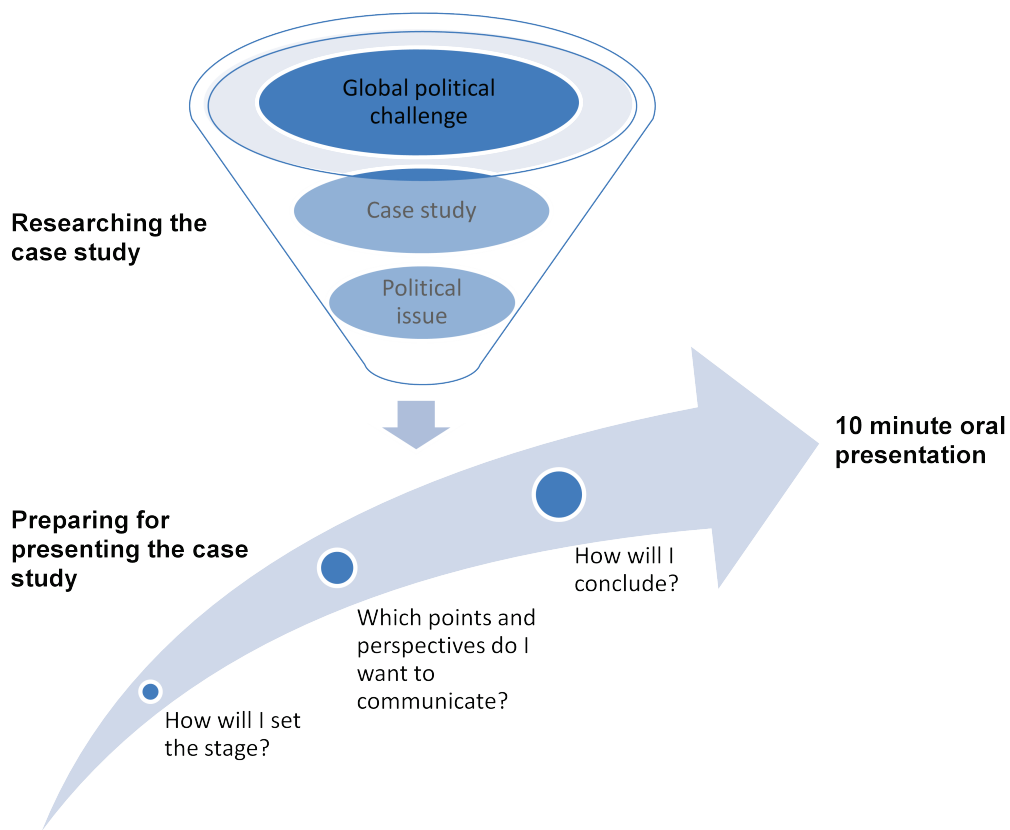 Global political
challenge
Case study
Political
issue
Researching the
case study
10 minute oral
presentation
Preparing for
presenting the case
study
How will I
conclude?
Which points and
perspectives do I
want to
communicate?
How will I set
the stage?